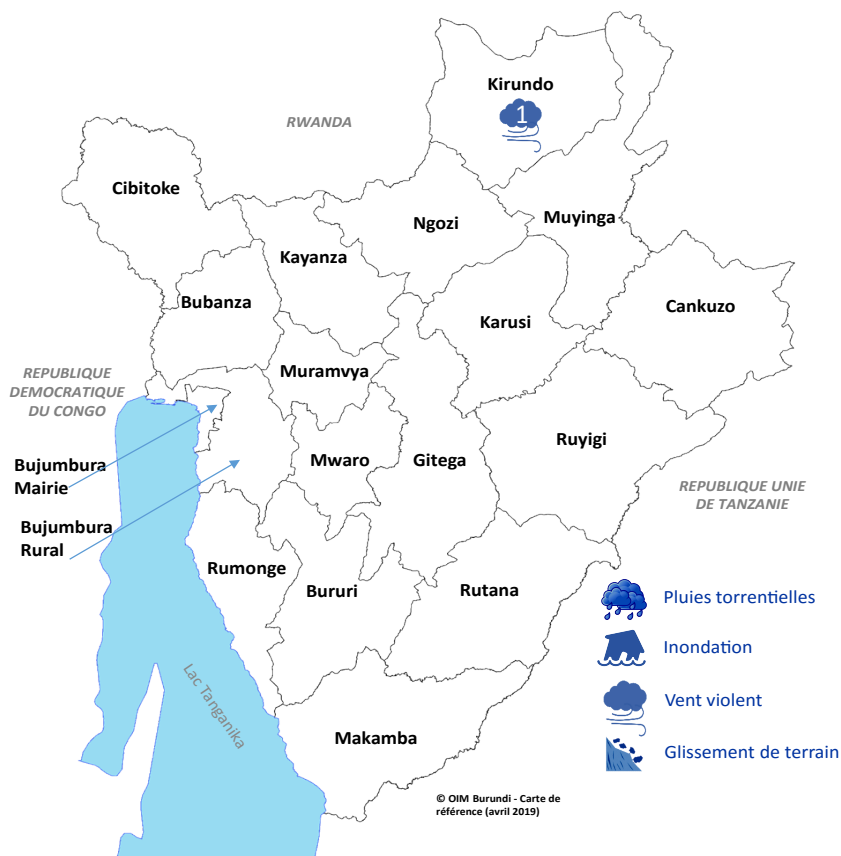 Kirundo
1
RWANDA
Cibitoke
Ngozi
Muyinga
Kayanza
Bubanza
Cankuzo
Karusi
REPUBLIQUE
DEMOCRATIQUE
DU CONGO
Muramvya
Ruyigi
Bujumbura
Mairie
Mwaro
Gitega
REPUBLIQUE UNIE
DE TANZANIE
Bujumbura
Rural
Rumonge
Bururi
Rutana
Lac Tanganika
Makamba
Pluies torrentielles
Inondation
Vent violent
Glissement de terrain
© OIM Burundi - Carte de
référence (avril 2019)